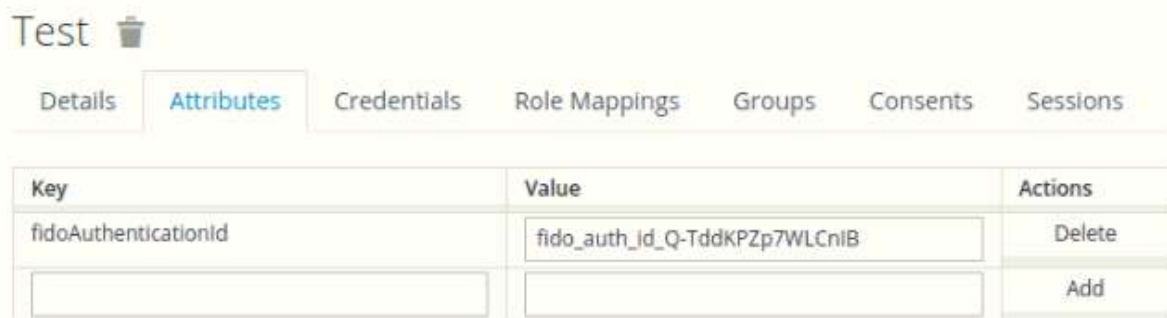 Test
Details Attributes Credentials Role Mappings Groups Consents Sessions
Key Value Actions
fidoAuthenticationId fido_auth_id_Q-TddKPZp7WLCnIB Delete
Add